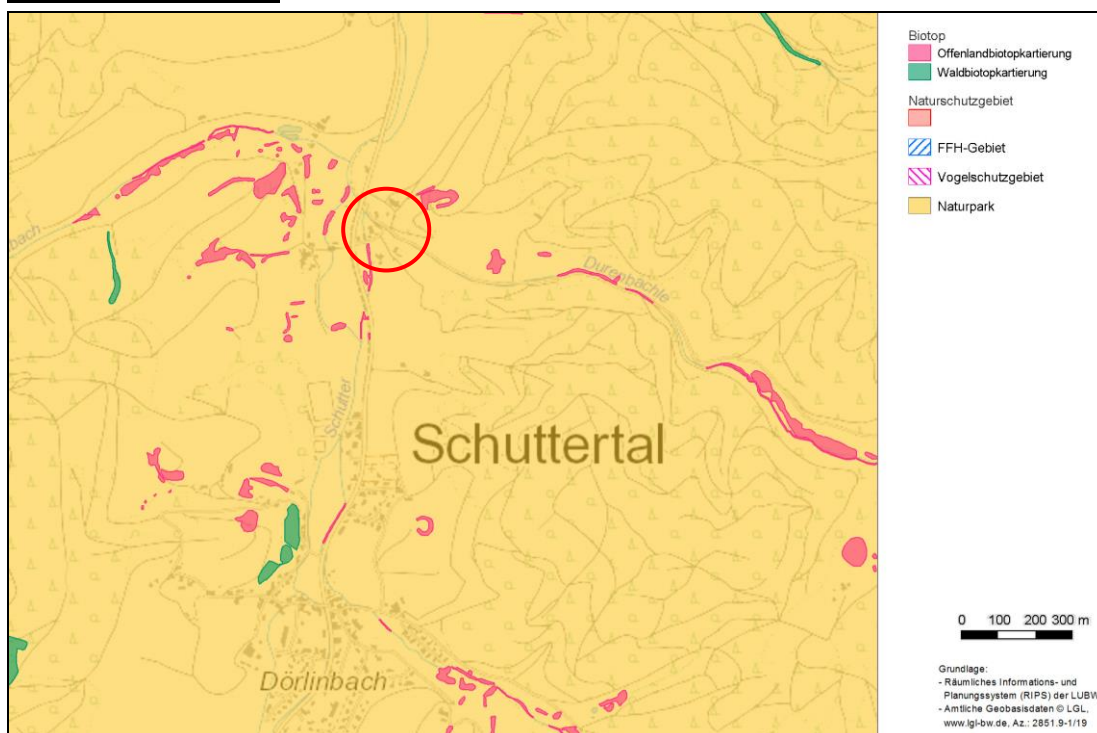 Biotop
Offenlandbiotopkartierung
Waldbiotopkartierung
Naturschutzgebiet
FFH-Gebiet
Vogelschutzgebiet
Naturpark
bach
Durenbächle
Schutter
Schuttertal
Dörlinbach
0 100 200 300 m
Grundlage:
- Räumliches Informations- und
Planungssystem (RIPS) der LUBW
- Amtliche Geobasisdaten © LGL,
www.lgl-bw.de, Az.: 2851.9-1/19